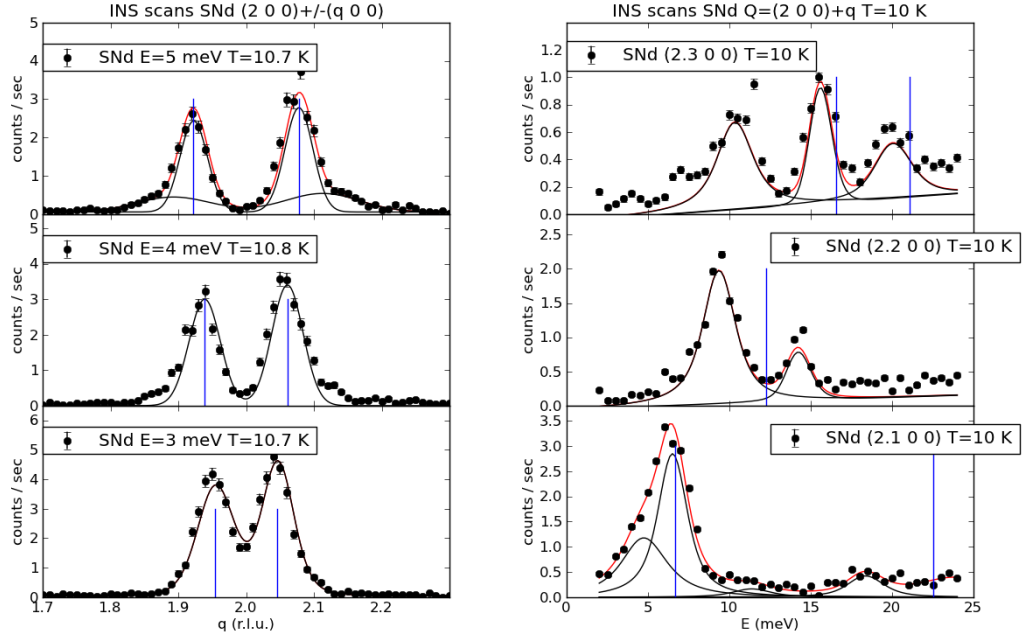 INS scans SNd (2 0 0)+/-(q 0 0)
5
4
3
2
1
0
counts / sec
SNd E=5 meV T=10.7 K
5
4
3
2
1
0
counts / sec
SNd E=4 meV T=10.8 K
6
5
4
3
2
1
0
counts / sec
SNd E=3 meV T=10.7 K
1.7 1.8 1.9 2.0 2.1 2.2
q (r.l.u.)
INS scans SNd Q=(2 0 0)+q T=10 K
1.2
1.0
0.8
0.6
0.4
0.2
0.0
counts / sec
SNd (2.3 0 0) T=10 K
2.5
2.0
1.5
1.0
0.5
0.0
counts / sec
SNd (2.2 0 0) T=10 K
3.5
3.0
2.5
2.0
1.5
1.0
0.5
0.0
counts / sec
SNd (2.1 0 0) T=10 K
0 5 10 15 20 25
E (meV)